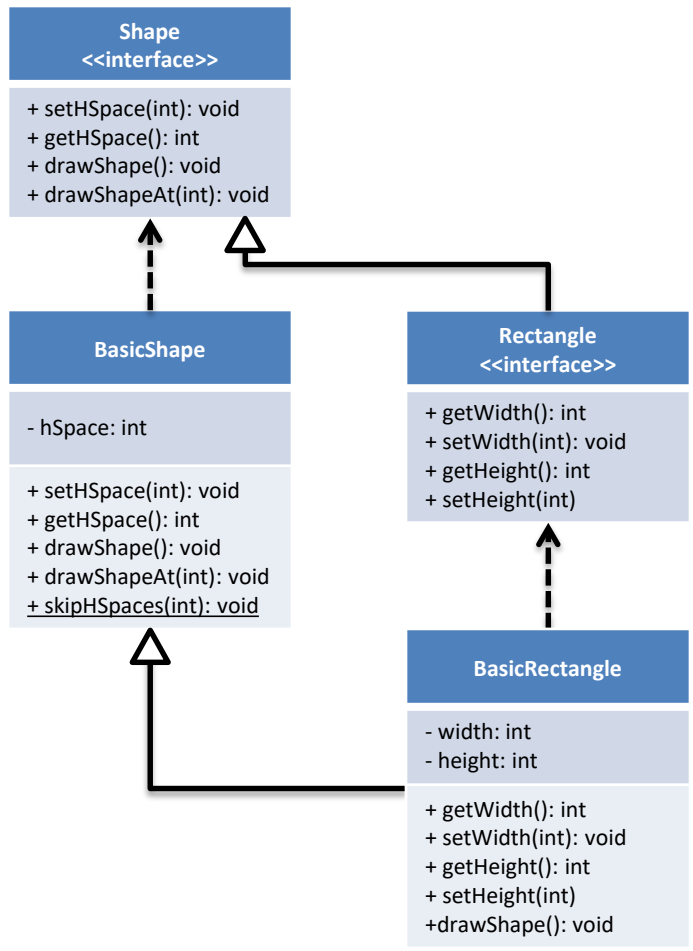 Shape
<<interface>>
+ setHSpace(int): void
+ getHSpace(): int
+ drawShape(): void
+ drawShapeAt(int): void
BasicShape
- hSpace: int
+ setHSpace(int): void
+ getHSpace(): int
+ drawShape(): void
+ drawShapeAt(int): void
+ skipHSpaces(int): void
Rectangle
<<interface>>
+ getWidth(): int
+ setWidth(int): void
+ getHeight(): int
+ setHeight(int)
BasicRectangle
- width: int
- height: int
+ getWidth(): int
+ setWidth(int): void
+ getHeight(): int
+ setHeight(int)
+drawShape(): void